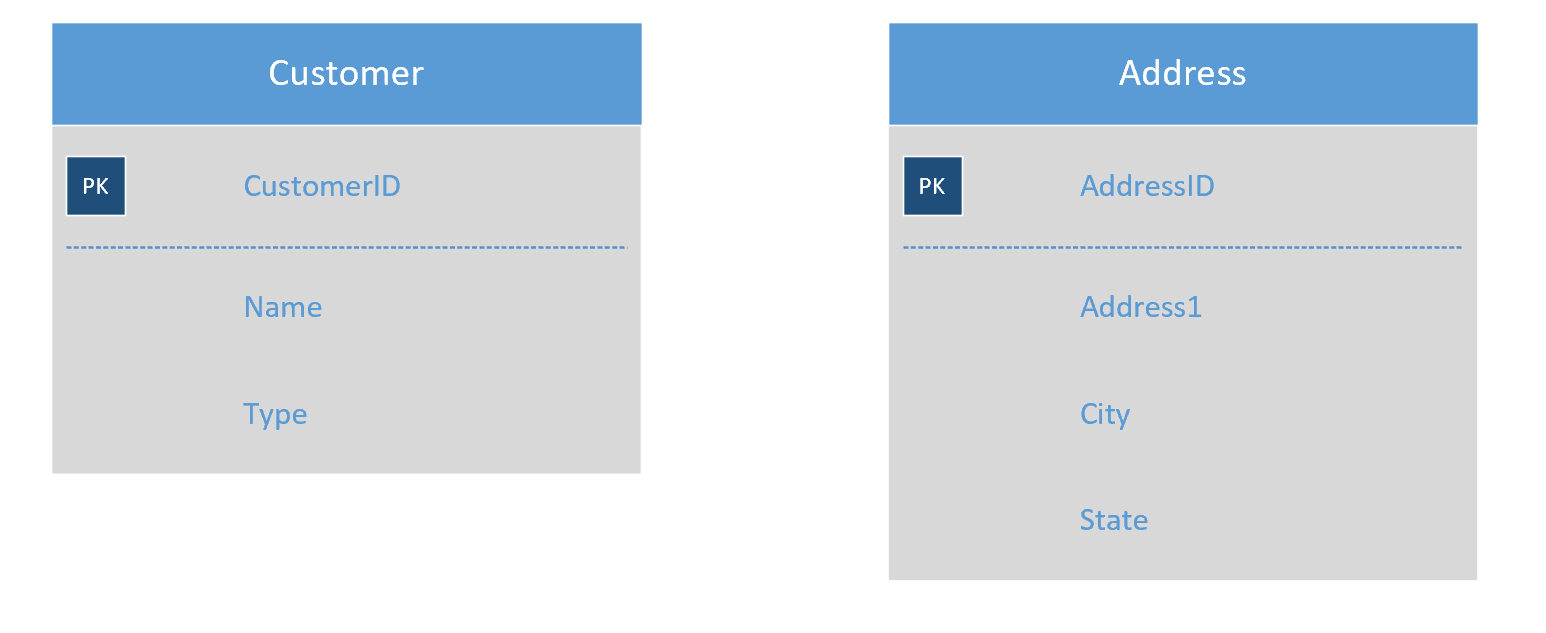 Customer
PK CustomerID
Name
Type
Address
PK AddressID
Address1
City
State